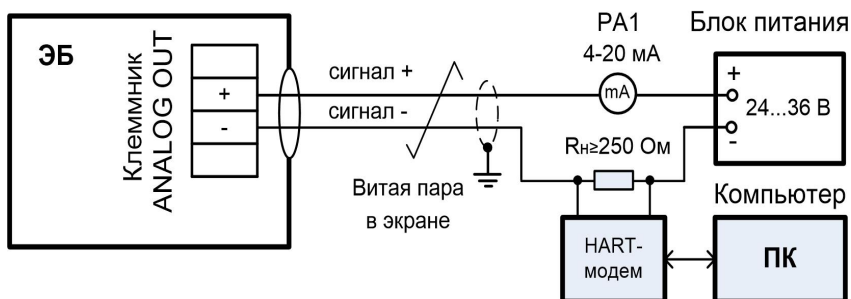 ЭБ
Клеммник
ANALOG OUT
+
-
сигнал +
сигнал -
Витая пара
в экране
PA1
4-20 мА
mA
Rн≥250 Ом
Блок питания
+
24...36 В
-
HART-
модем
Компьютер
ПК